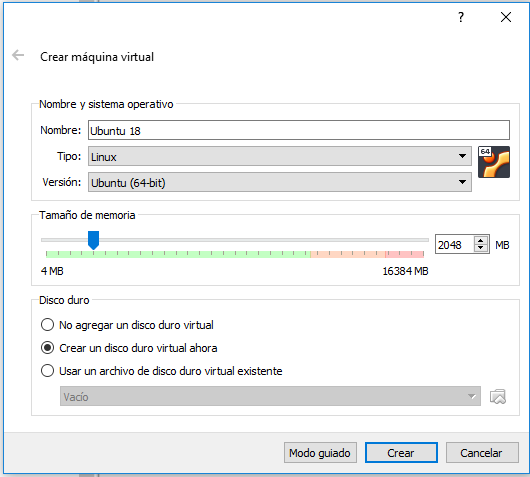 ?
Crear máquina virtual
Nombre y sistema operativo
Nombre: Ubuntu 18
Tipo: Linux
64
Versión: Ubuntu (64-bit)
Tamaño de memoria
2048 MB
4 MB 16384 MB
Disco duro
No agregar un disco duro virtual
Crear un disco duro virtual ahora
Usar un archivo de disco duro virtual existente
Vacío
Modo guiado Crear Cancelar